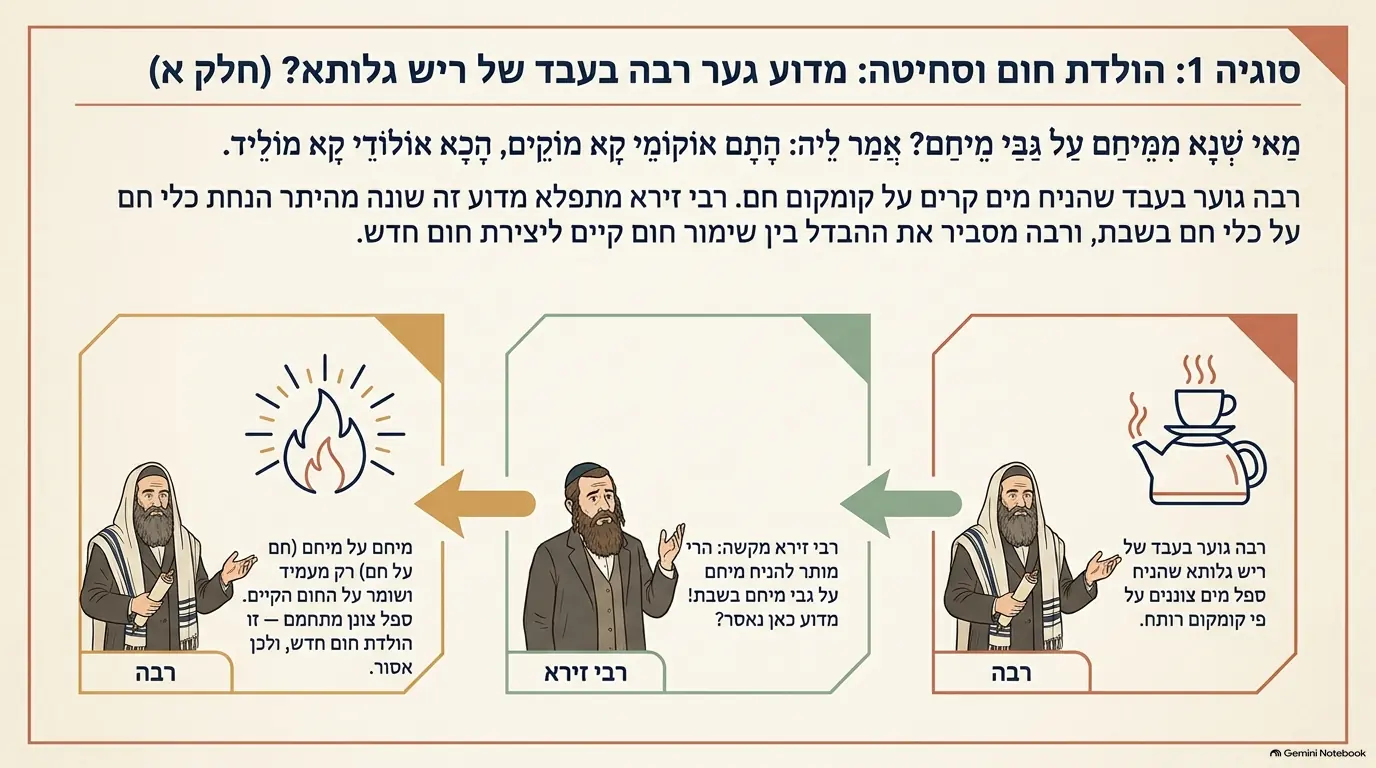 סוגיה 1: הולדת חום וסחיטה: מדוע גער רבה בעבד של ריש גלותא? (חלק א)
מַאי שְׁנָא מִמֵּיחַם עַל גַּבֵּי מֵיחַם? אֲמַר לֵיהּ: הָתָם אוֹקוֹמֵי קָא מוֹקֵים, הָכָא אוֹלוֹדֵי קָא מוֹלֵיד.
רבה גוער בעבד שהניח מים קרים על קומקום חם. רבי זירא מתפלא מדוע זה שונה מהיתר הנחת כלי חם
על כלי חם בשבת, ורבה מסביר את ההבדל בין שימור חום קיים ליצירת חום חדש.
רבה גוער בעבד של
ריש גלותא שהניח
ספל מים צוננים על
פי קומקום רותח.
רבה
רבי זירא מקשה: הרי
מותר להניח מיחם
על גבי מיחם בשבת!
מדוע כאן נאסר?
רבי זירא
מיחם על מיחם (חם
על חם) רק מעמיד
ושומר על החום הקיים.
ספל צונן מתחמם — זו
הולדת חום חדש, ולכן
אסור.
רבה
Gemini Notebook